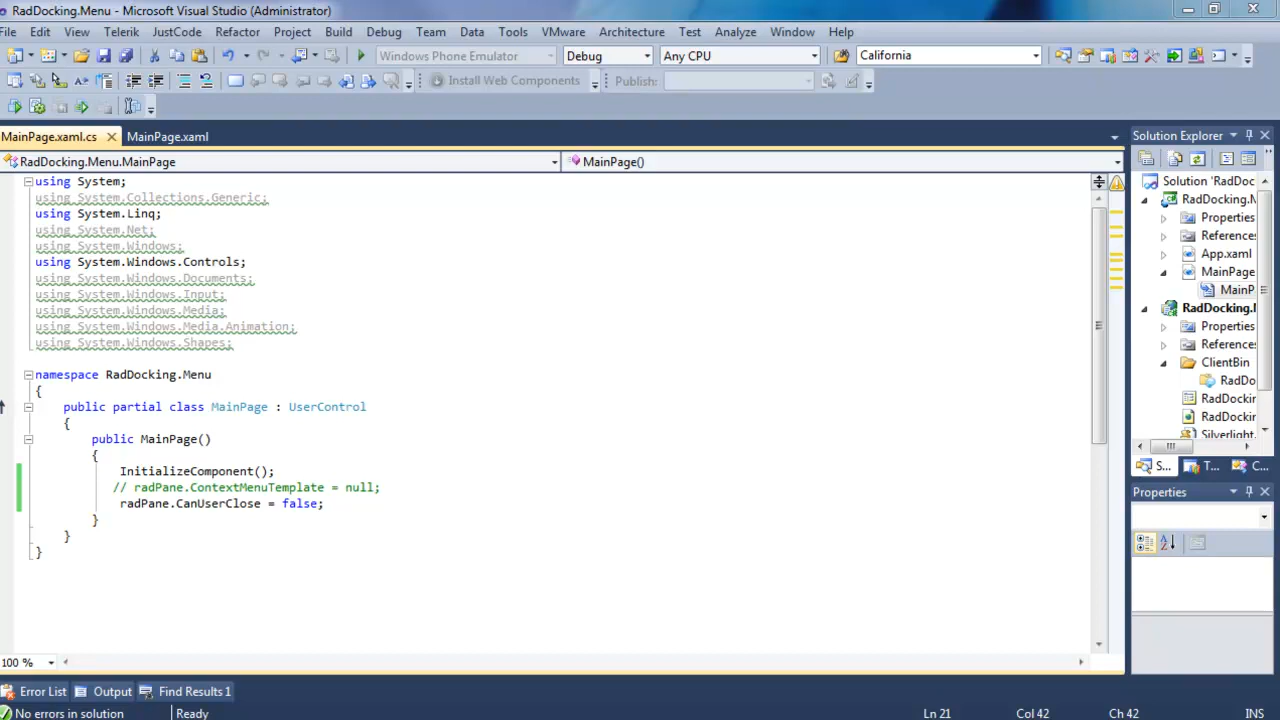 RadDocking.Menu - Microsoft Visual Studio (Administrator)
File Edit View Telerik JustCode Refactor Project Build Debug Team Data Tools VMware Architecture Test Analyze Window Help
Windows Phone Emulator Debug Any CPU California
Install Web Components Publish:
MainPage.xaml.cs MainPage.xaml
RadDocking.Menu.MainPage MainPage()
using System;
using System.Collections.Generic;
using System.Linq;
using System.Net;
using System.Windows;
using System.Windows.Controls;
using System.Windows.Documents;
using System.Windows.Input;
using System.Windows.Media;
using System.Windows.Media.Animation;
using System.Windows.Shapes;
namespace RadDocking.Menu
{
public partial class MainPage : UserControl
{
public MainPage()
{
InitializeComponent();
// radPane.ContextMenuTemplate = null;
radPane.CanUserClose = false;
}
}
}
100 %
Solution Explorer
Solution 'RadDoc
RadDocking.M
Properties
References
App.xaml
MainPage
MainP
RadDocking.M
Properties
References
ClientBin
RadDo
RadDockin
RadDockir
Silverlight.
S... T... C...
Properties
Error List Output Find Results 1
No errors in solution Ready Ln 21 Col 42 Ch 42 INS